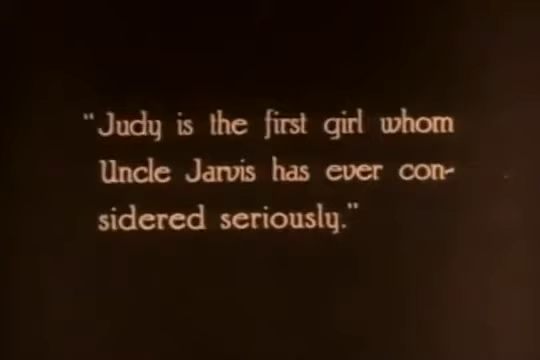 "Judy is the first girl whom
Uncle Jarvis has ever con-
sidered seriously."